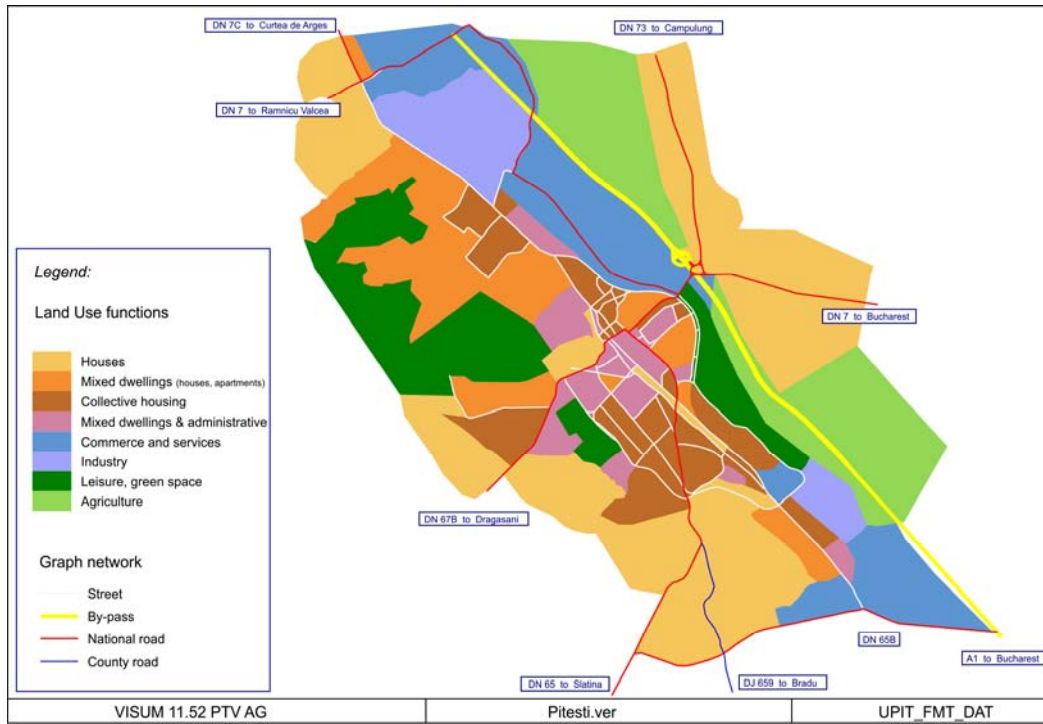 DN 7C to Curtea de Arges
DN 73 to Campulung
DN 7 to Ramnicu Valcea
DN 7 to Bucharest
Legend:
Land Use functions
Houses
Mixed dwellings (houses, apartments)
Collective housing
Mixed dwellings & administrative
Commerce and services
Industry
Leisure, green space
Agriculture
Graph network
Street
By-pass
National road
County road
DN 67B to Dragasani
DN 65B
A1 to Bucharest
DN 65 to Slatina
DJ 659 to Bradu
VISUM 11.52 PTV AG
Pitesti.ver
UPIT_FMT_DAT